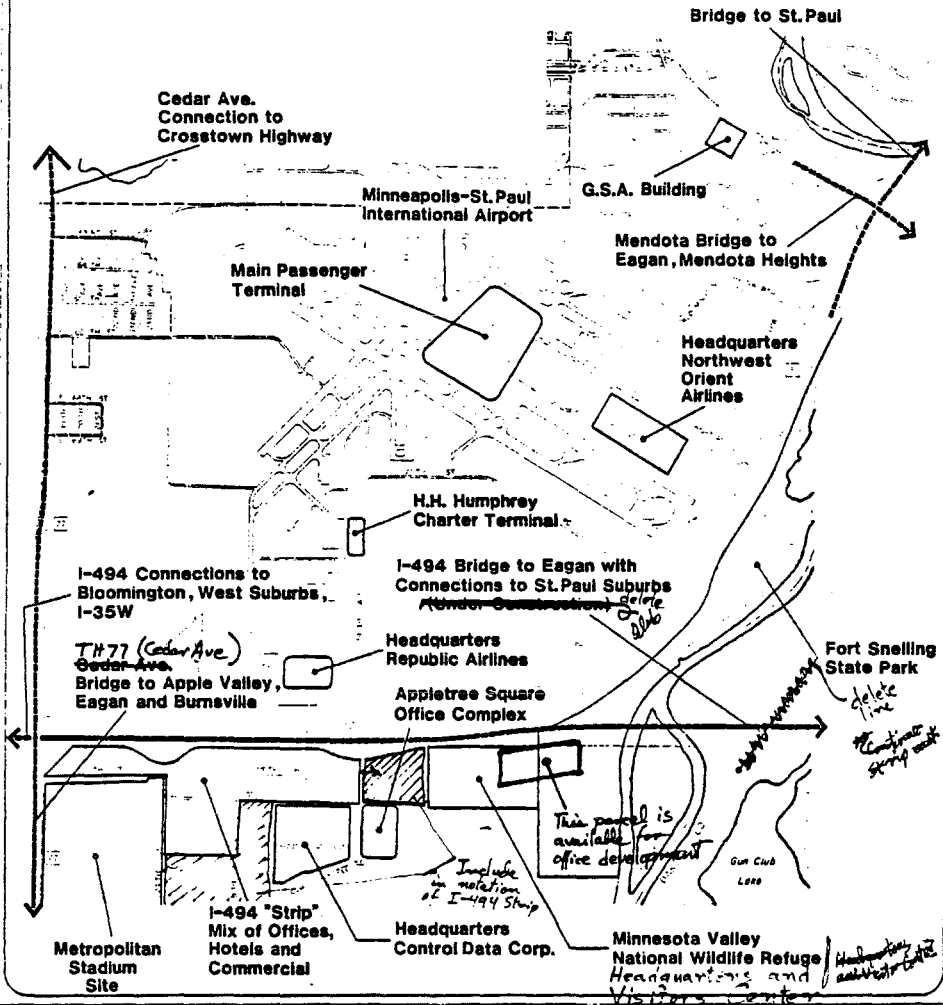 Bridge to St. Paul
Cedar Ave.
Connection to
Crosstown Highway
G.S.A. Building
Minneapolis-St. Paul
International Airport
Mendota Bridge to
Eagan, Mendota Heights
Main Passenger
Terminal
Headquarters
Northwest
Orient
Airlines
H.H. Humphrey
Charter Terminal
77
I-494 Connections to
Bloomington, West Suburbs,
I-35W
I-494 Bridge to Eagan with
Connections to St. Paul Suburbs
(Under Construction)
delete
TH77 (Cedar Ave)
Cedar Ave.
Bridge to Apple Valley,
Eagan and Burnsville
Headquarters
Republic Airlines
Appletree Square
Office Complex
Fort Snelling
State Park
delete
line
This parcel is
available for
office development
Include
in notation
of I-494 Strip
Gun Club
Lake
Metropolitan
Stadium
Site
I-494 "Strip"
Mix of Offices,
Hotels and
Commercial
Headquarters
Control Data Corp.
Minnesota Valley
National Wildlife Refuge
Headquarters and
Visitors Center